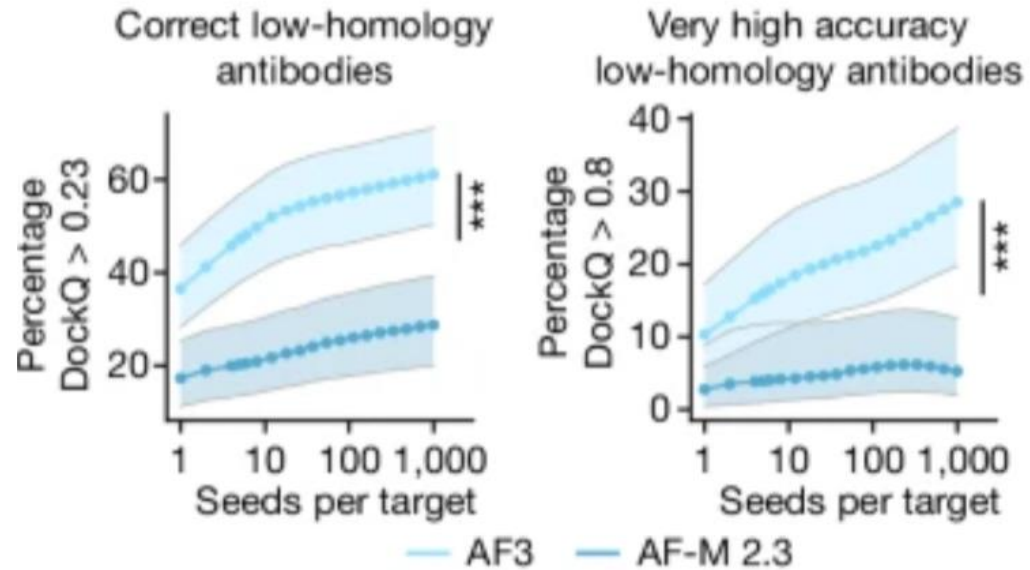 Correct low-homology
antibodies
Percentage
DockQ > 0.23
60
40
20
1 10 100 1,000
Seeds per target
***
Very high accuracy
low-homology antibodies
Percentage
DockQ > 0.8
40
30
20
10
0
1 10 100 1,000
Seeds per target
***
AF3 AF-M 2.3